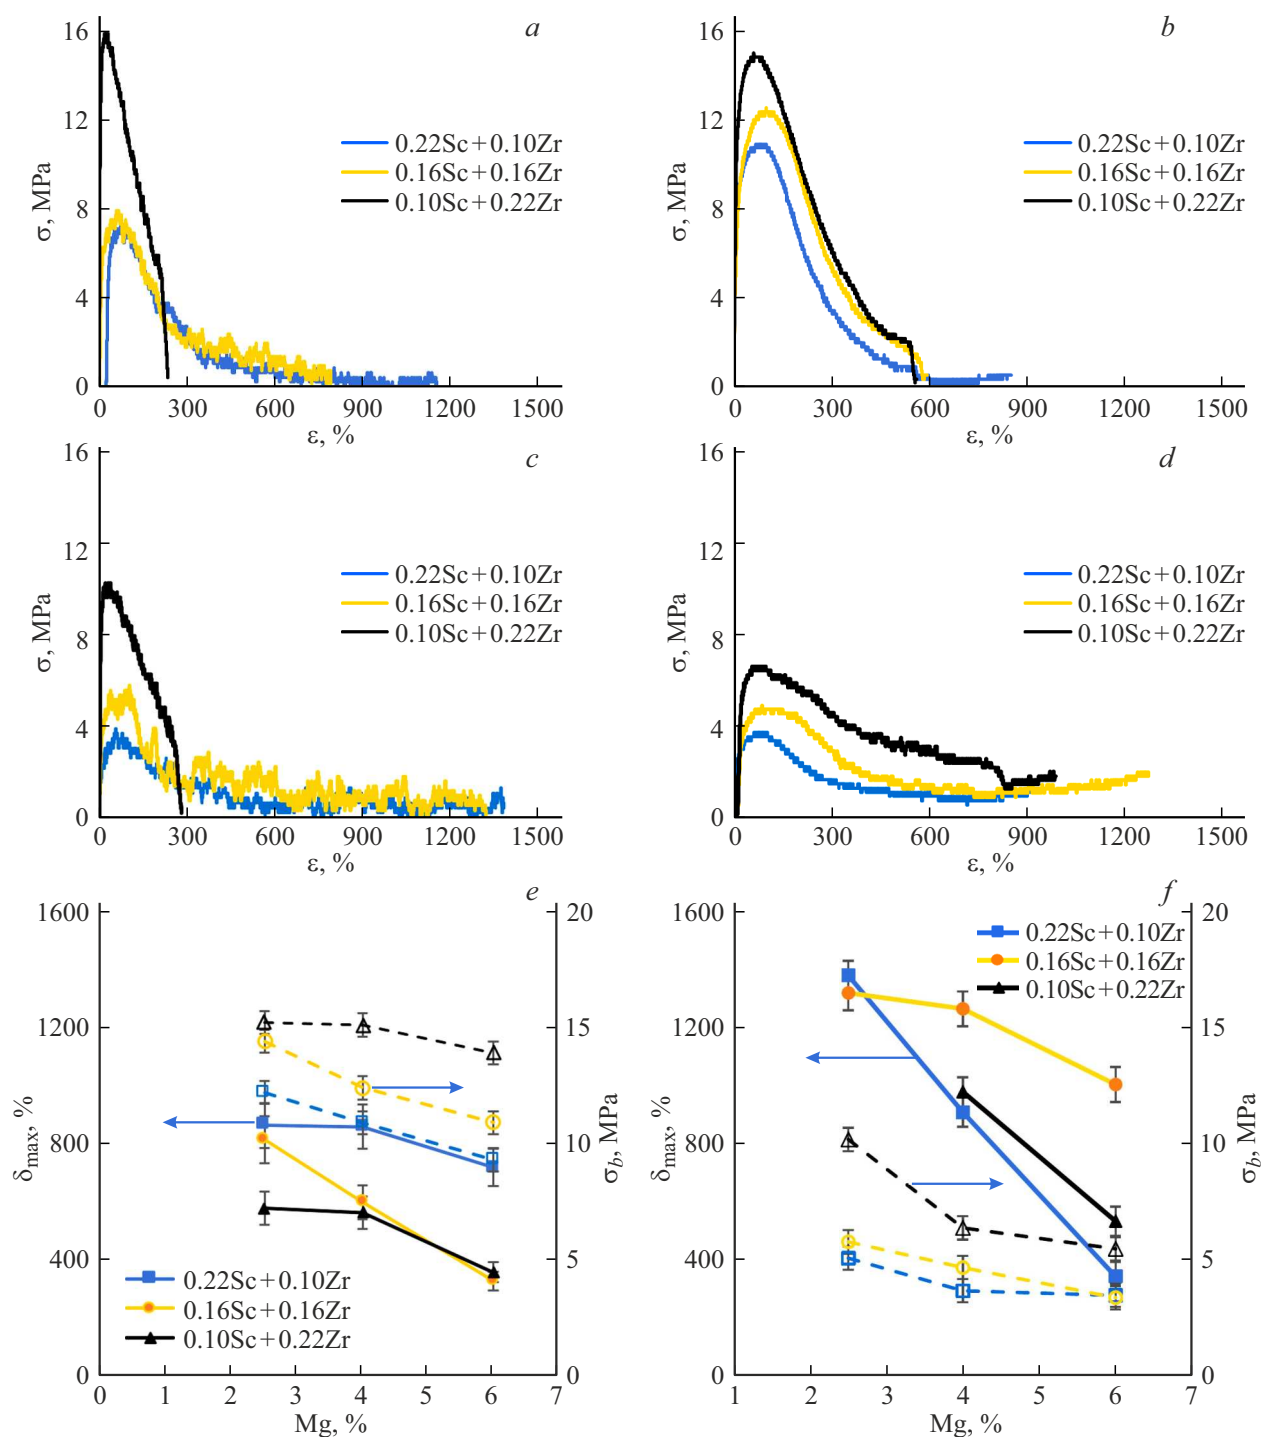 a
16
12
8
4
0
σ, MPa
0.22Sc+0.10Zr
0.16Sc+0.16Zr
0.10Sc+0.22Zr
0 300 600 900 1200 1500
ε, %
b
16
12
8
4
0
σ, MPa
0.22Sc+0.10Zr
0.16Sc+0.16Zr
0.10Sc+0.22Zr
0 300 600 900 1200 1500
ε, %
c
16
12
8
4
0
σ, MPa
0.22Sc+0.10Zr
0.16Sc+0.16Zr
0.10Sc+0.22Zr
0 300 600 900 1200 1500
ε, %
d
16
12
8
4
0
σ, MPa
0.22Sc+0.10Zr
0.16Sc+0.16Zr
0.10Sc+0.22Zr
0 300 600 900 1200 1500
ε, %
e
1600
1200
800
400
0
δmax, %
20
15
10
5
0
σb, MPa
0.22Sc+0.10Zr
0.16Sc+0.16Zr
0.10Sc+0.22Zr
0 1 2 3 4 5 6 7
Mg, %
f
1600
1200
800
400
0
δmax, %
20
15
10
5
0
σb, MPa
0.22Sc+0.10Zr
0.16Sc+0.16Zr
0.10Sc+0.22Zr
1 2 3 4 5 6 7
Mg, %